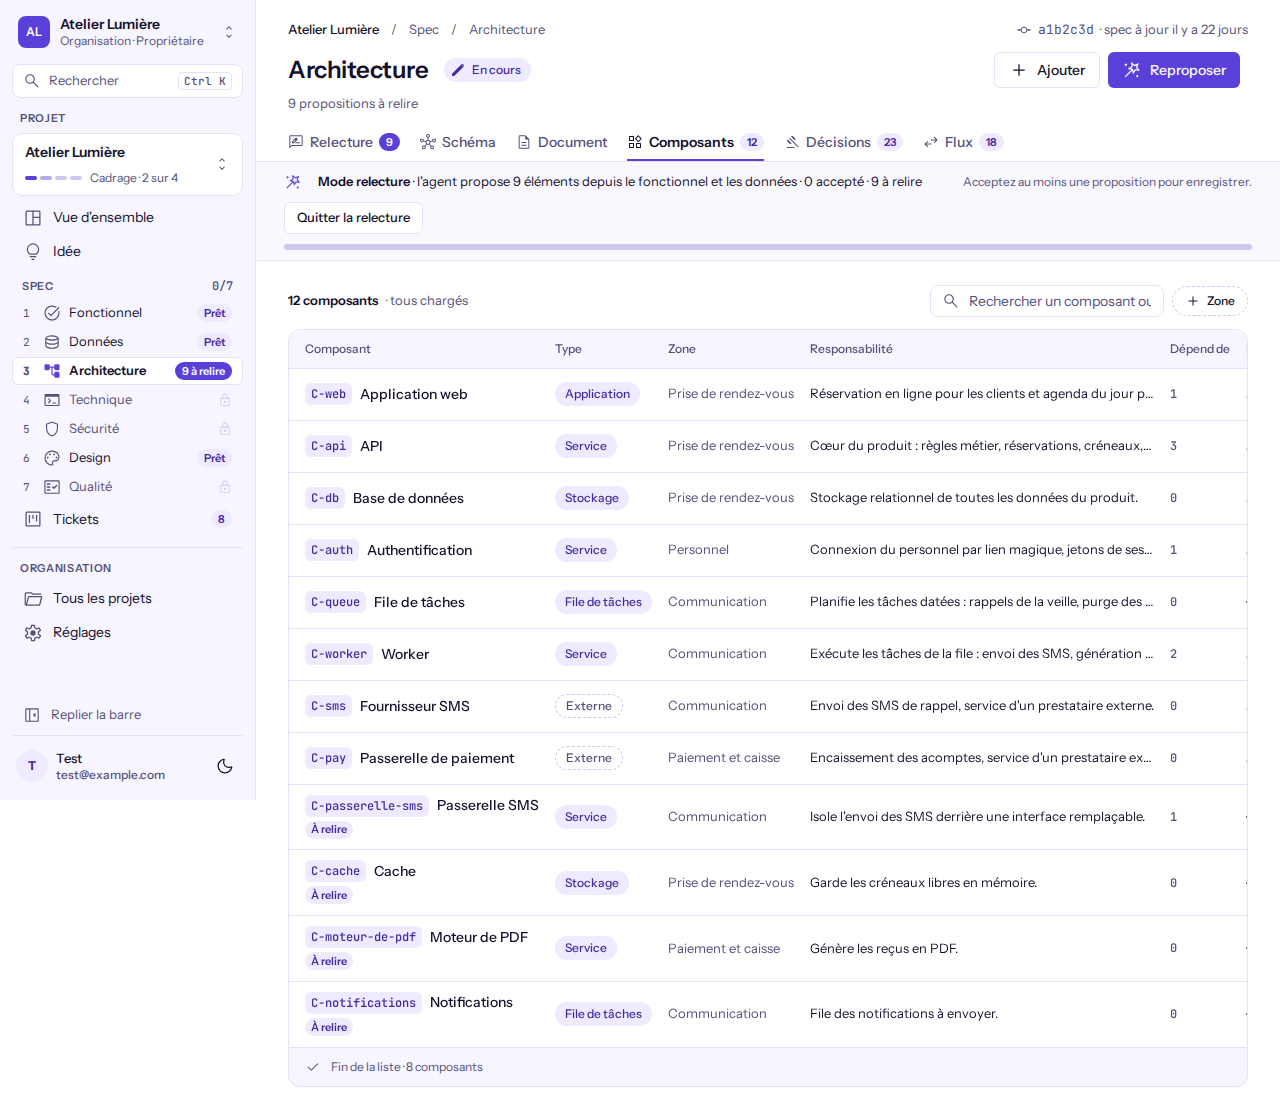 AL
Atelier Lumière
Organisation · Propriétaire
Rechercher
Ctrl K
PROJET
Atelier Lumière
Cadrage · 2 sur 4
Vue d'ensemble
Idée
SPEC 0/7
1 Fonctionnel Prêt
2 Données Prêt
3 Architecture 9 à relire
4 Technique
5 Sécurité
6 Design Prêt
7 Qualité
Tickets 8
ORGANISATION
Tous les projets
Réglages
Replier la barre
T
Test
test@example.com
Atelier Lumière / Spec / Architecture
a1b2c3d · spec à jour il y a 22 jours
Architecture
En cours
Ajouter
Reproposer
9 propositions à relire
Relecture 9
Schéma
Document
Composants 12
Décisions 23
Flux 18
Mode relecture · l'agent propose 9 éléments depuis le fonctionnel et les données · 0 accepté · 9 à relire
Acceptez au moins une proposition pour enregistrer.
Quitter la relecture
12 composants · tous chargés
Rechercher un composant ou
Zone
Composant Type Zone Responsabilité Dépend de
C-web Application web Application Prise de rendez-vous Réservation en ligne pour les clients et agenda du jour p… 1
C-api API Service Prise de rendez-vous Cœur du produit : règles métier, réservations, créneaux,… 3
C-db Base de données Stockage Prise de rendez-vous Stockage relationnel de toutes les données du produit. 0
C-auth Authentification Service Personnel Connexion du personnel par lien magique, jetons de ses… 1
C-queue File de tâches File de tâches Communication Planifie les tâches datées : rappels de la veille, purge des … 0
C-worker Worker Service Communication Exécute les tâches de la file : envoi des SMS, génération … 2
C-sms Fournisseur SMS Externe Communication Envoi des SMS de rappel, service d'un prestataire externe. 0
C-pay Passerelle de paiement Externe Paiement et caisse Encaissement des acomptes, service d'un prestataire ex… 0
C-passerelle-sms Passerelle SMS À relire Service Communication Isole l'envoi des SMS derrière une interface remplaçable. 1
C-cache Cache À relire Stockage Prise de rendez-vous Garde les créneaux libres en mémoire. 0
C-moteur-de-pdf Moteur de PDF À relire Service Paiement et caisse Génère les reçus en PDF. 0
C-notifications Notifications À relire File de tâches Communication File des notifications à envoyer. 0
Fin de la liste · 8 composants